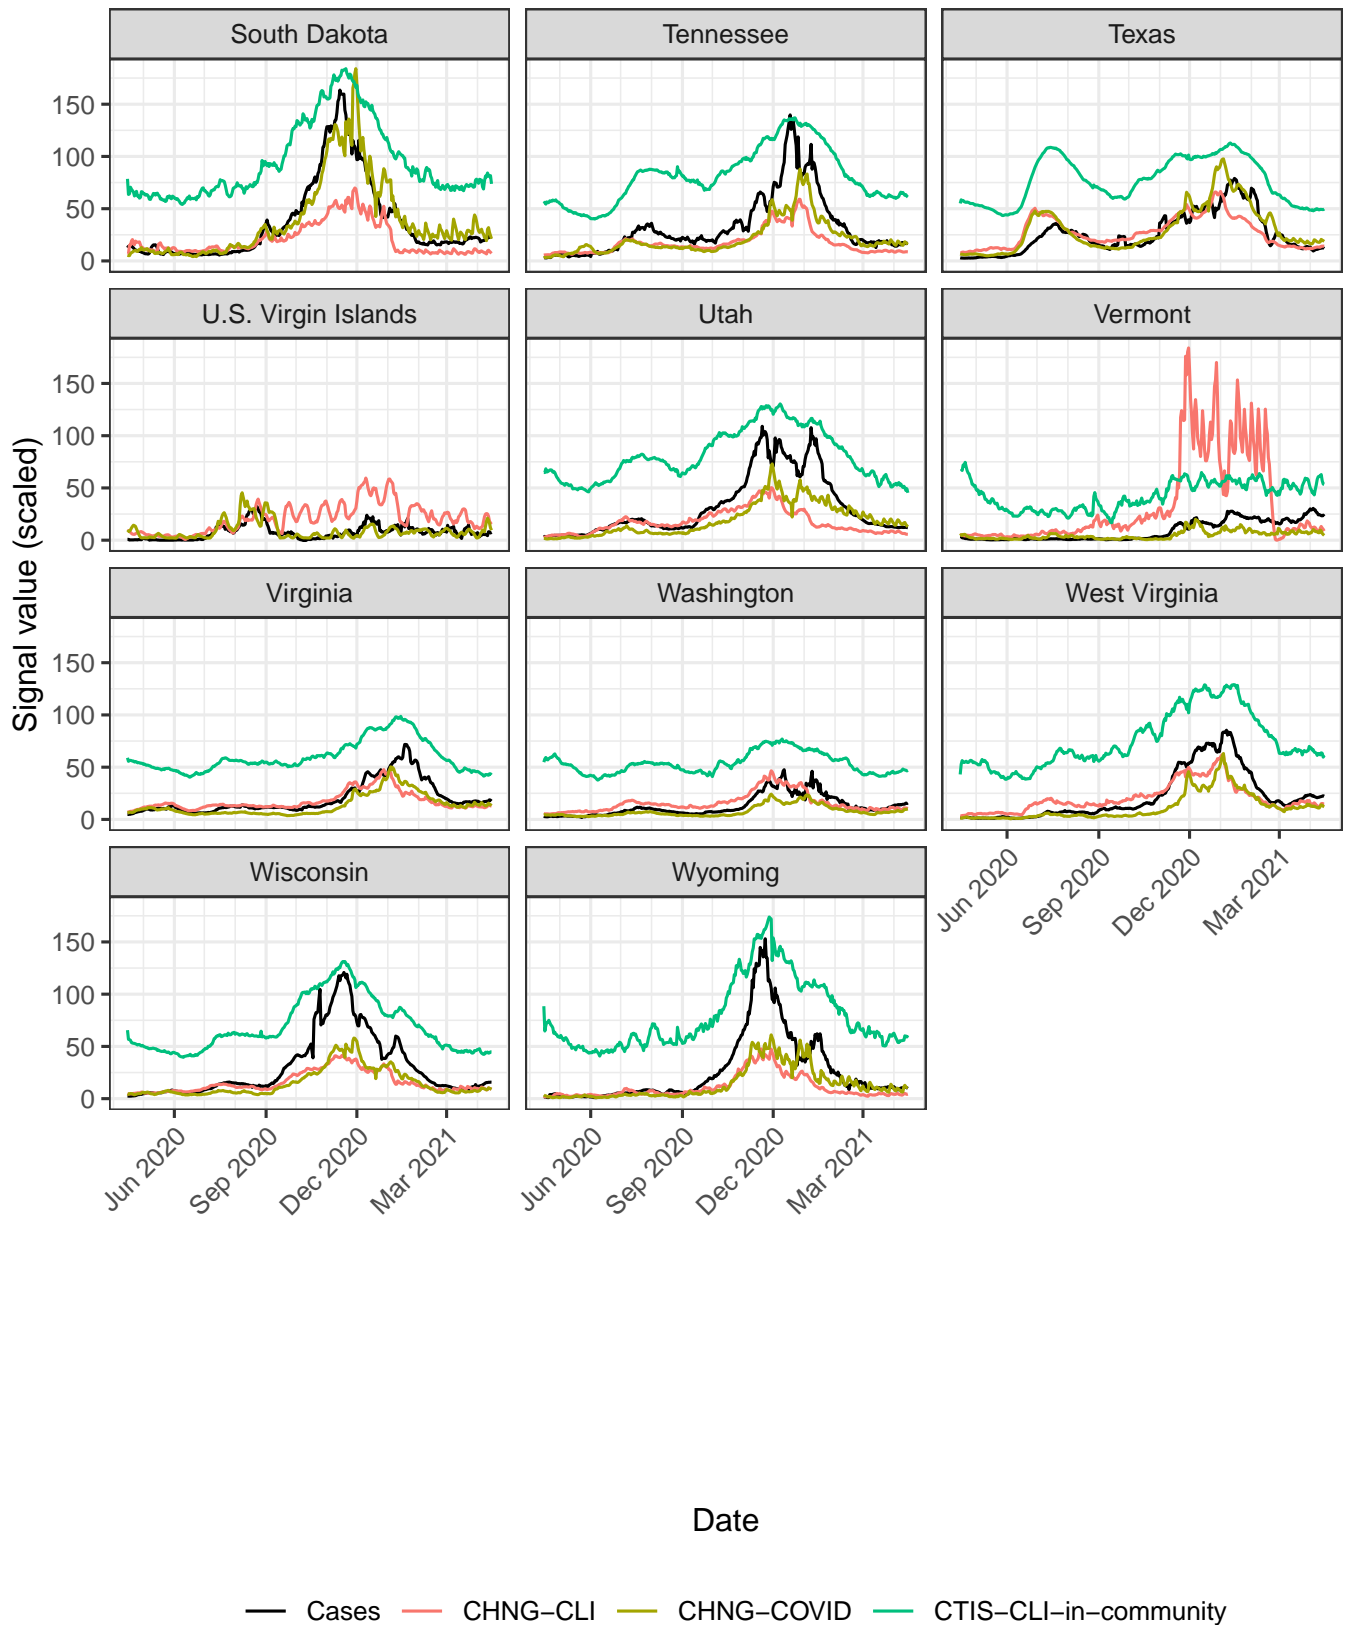 South Dakota
Tennessee
Texas
150
100
50
0
U.S. Virgin Islands
Utah
Vermont
150
100
50
0
Signal value (scaled)
Virginia
Washington
West Virginia
150
100
50
0
Jun 2020
Sep 2020
Dec 2020
Mar 2021
Wisconsin
Wyoming
150
100
50
0
Jun 2020
Sep 2020
Dec 2020
Mar 2021
Jun 2020
Sep 2020
Dec 2020
Mar 2021
Date
Cases
CHNG−CLI
CHNG−COVID
CTIS−CLI−in−community